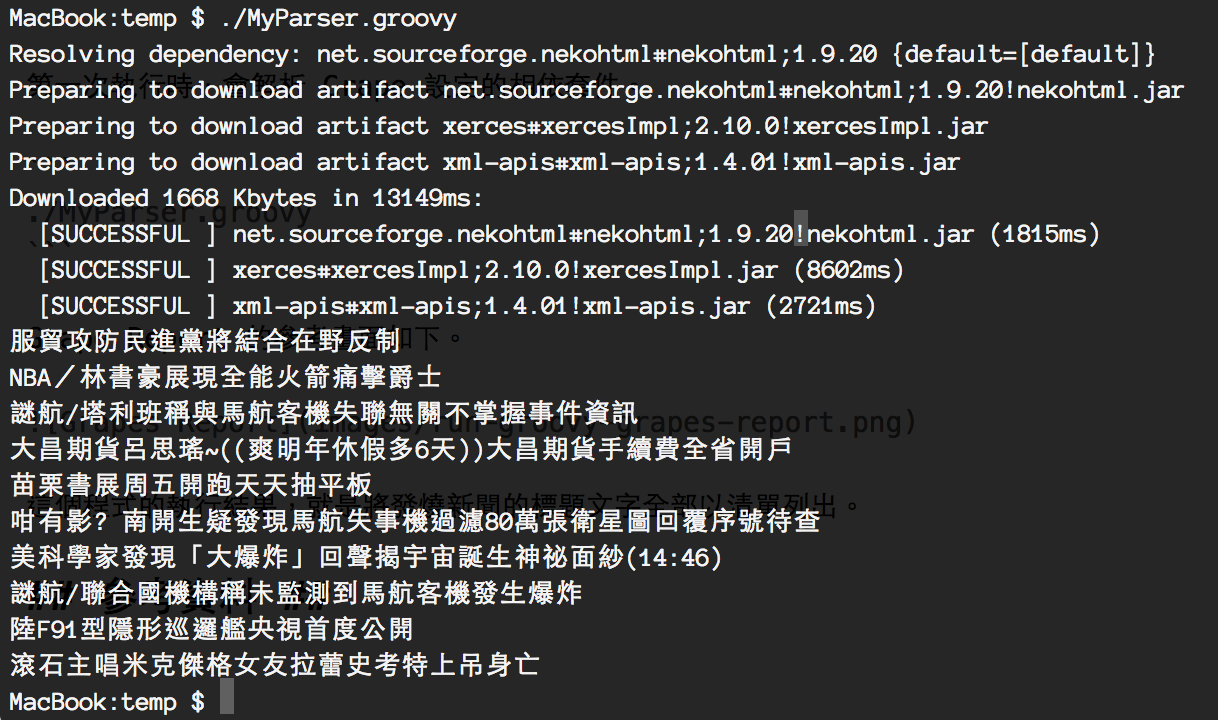 MacBook:temp $ ./MyParser.groovy
Resolving dependency: net.sourceforge.nekohtml#nekohtml;1.9.20 {default=[default]}
Preparing to download artifact net.sourceforge.nekohtml#nekohtml;1.9.20!nekohtml.jar
Preparing to download artifact xerces#xercesImpl;2.10.0!xercesImpl.jar
Preparing to download artifact xml-apis#xml-apis;1.4.01!xml-apis.jar
Downloaded 1668 Kbytes in 13149ms:
[SUCCESSFUL ] net.sourceforge.nekohtml#nekohtml;1.9.20!nekohtml.jar (1815ms)
[SUCCESSFUL ] xerces#xercesImpl;2.10.0!xercesImpl.jar (8602ms)
[SUCCESSFUL ] xml-apis#xml-apis;1.4.01!xml-apis.jar (2721ms)
服貿攻防民進黨將結合在野反制
NBA／林書豪展現全能火箭痛擊爵士
謎航/塔利班稱與馬航客機失聯無關不掌握事件資訊
大昌期貨呂思瑤~((爽明年休假多6天))大昌期貨手續費全省開戶
苗栗書展周五開跑天天抽平板
咁有影? 南開生疑發現馬航失事機過濾80萬張衛星圖回覆序號待查
美科學家發現「大爆炸」回聲揭宇宙誕生神祕面紗(14:46)
謎航/聯合國機構稱未監測到馬航客機發生爆炸
陸F91型隱形巡邏艦央視首度公開
滾石主唱米克傑格女友拉蕾史考特上吊身亡
MacBook:temp $